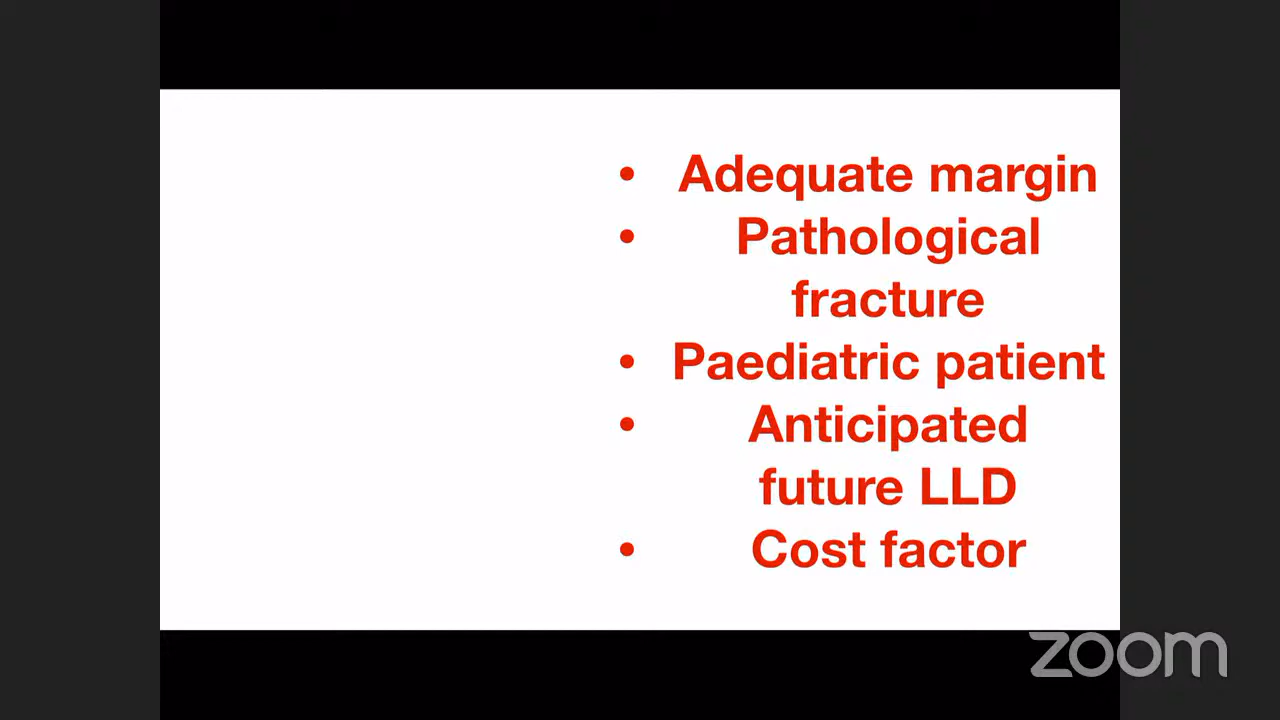 • Adequate margin
• Pathological
fracture
• Paediatric patient
• Anticipated
future LLD
• Cost factor
zoom